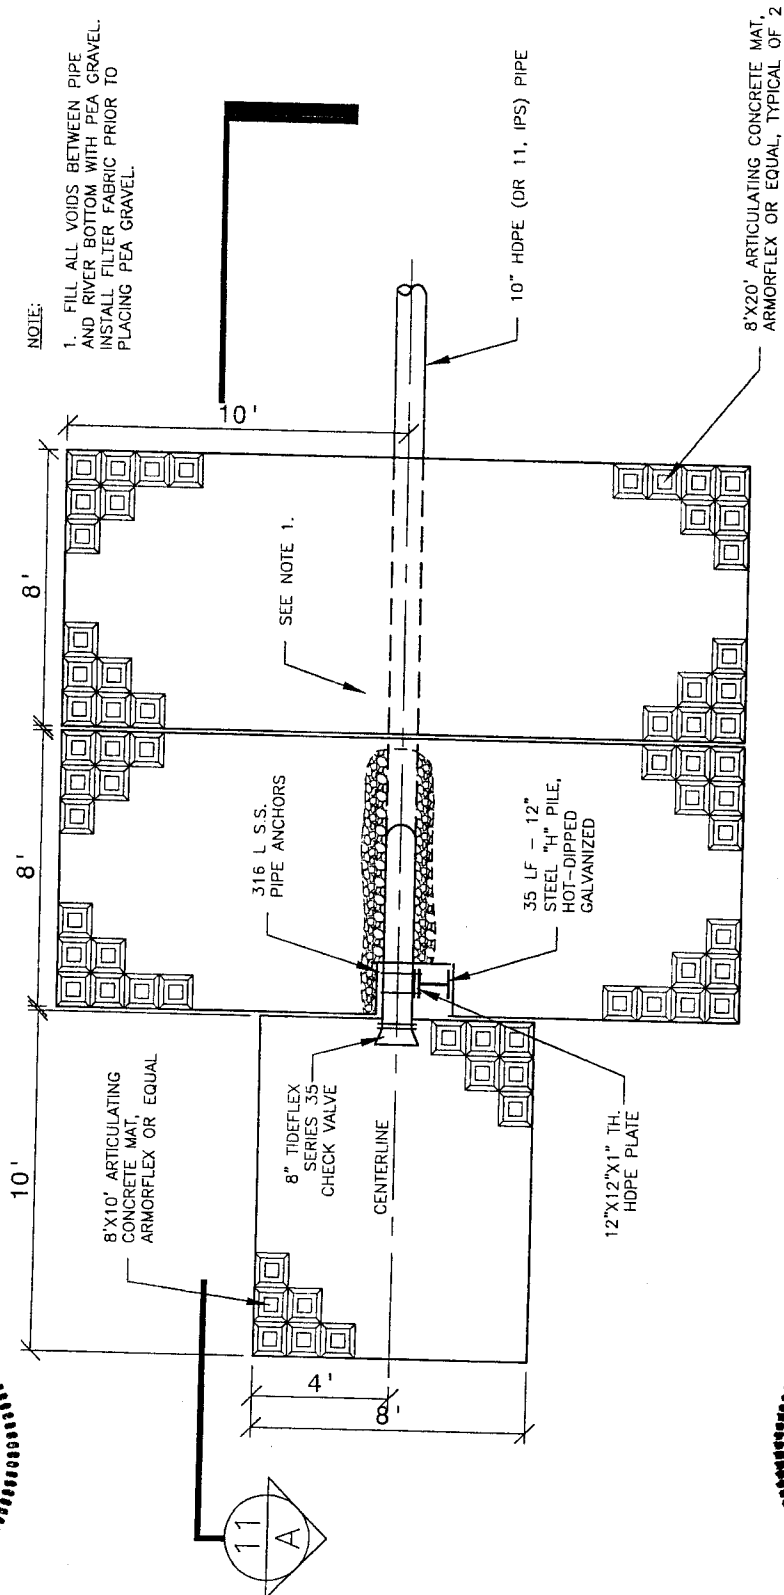 NOTE:
1. FILL ALL VOIDS BETWEEN PIPE
AND RIVER BOTTOM WITH PEA GRAVEL.
INSTALL FILTER FABRIC PRIOR TO
PLACING PEA GRAVEL.
10'
8'
8'
10'
8'X10' ARTICULATING
CONCRETE MAT,
ARMORFLEX OR EQUAL
SEE NOTE 1.
316 L S.S.
PIPE ANCHORS
8" TIDEFLEX
SERIES 35
CHECK VALVE
CENTERLINE
4'
8'
11
A
35 LF - 12"
STEEL "H" PILE,
HOT-DIPPED
GALVANIZED
12"X12"X1" TH.
HDPE PLATE
10" HDPE (DR 11, IPS) PIPE
8'X20' ARTICULATING CONCRETE MAT,
ARMORFLEX OR EQUAL, TYPICAL OF 2